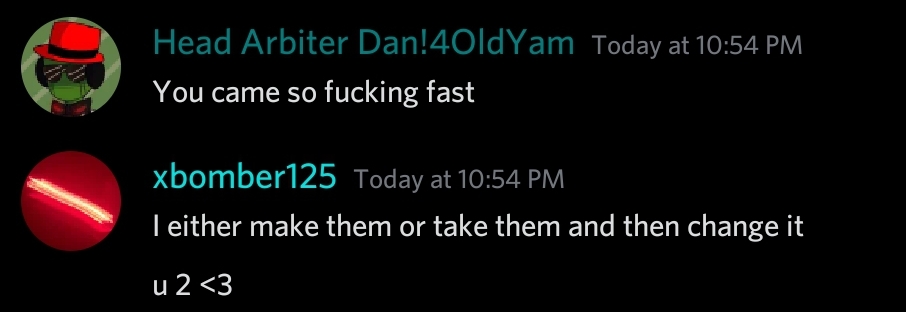 Head Arbiter Dan!4OldYam Today at 10:54 PM
You came so fucking fast
xbomber125 Today at 10:54 PM
I either make them or take them and then change it
u 2 <3